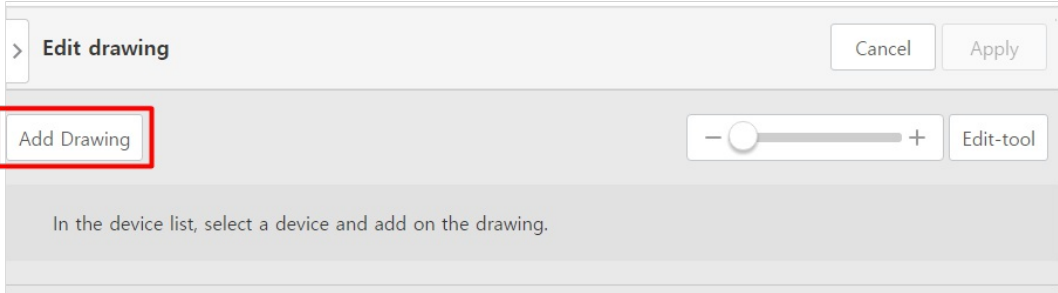 Edit drawing
Cancel
Apply
Add Drawing
Edit-tool
In the device list, select a device and add on the drawing.